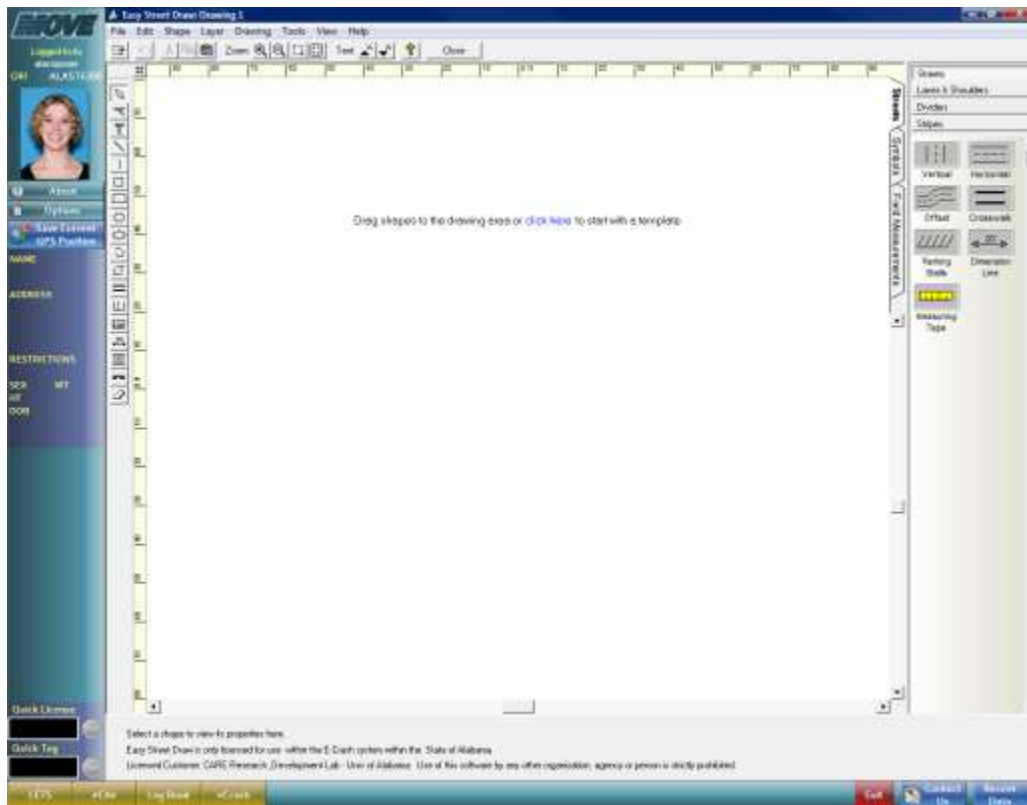 MOVE
Logged in As
ORI
About
Options
Save Current
GPS Position
NAME
ADDRESS
RESTRICTIONS
SEX WT
HT
DOB
Quick License
Quick Tag
Easy Street Draw: Drawing 1
File Edit Shape Layer Drawing Tools View Help
Zoom Text Close
Drag shapes to the drawing area or click here to start with a template
Streets
Symbols
Field Measurements
Streets
Lanes & Shoulders
Dividers
Stripes
Vertical Horizontal
Offset Crosswalk
Parking Stalls Dimension Line
Measuring Tape
Select a shape to view its properties here.
Easy Street Draw is only licensed for use within the E-Crash system within the State of Alabama
Licensed Customer: CARE Research Development Lab - Univ of Alabama. Use of this software by any other organization, agency or person is strictly prohibited
LETS eCite Log Book eCrash Exit Contact Us Recent Data